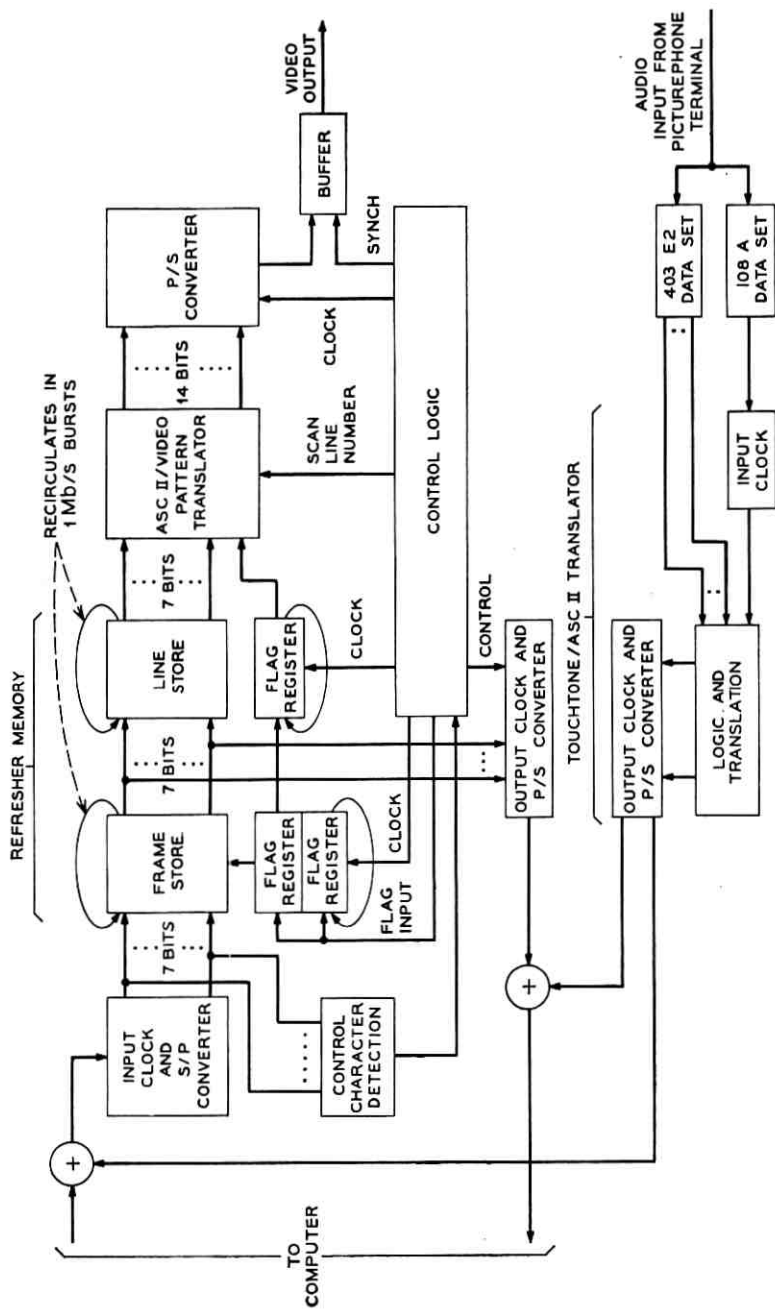 REFRESHER MEMORY
RECIRCULATES IN
1 Mb/S BURSTS
INPUT
CLOCK
AND
S/P
CONVERTER
7 BITS
FRAME
STORE
7 BITS
LINE
STORE
7 BITS
ASC II/VIDEO
PATTERN
TRANSLATOR
14 BITS
P/S
CONVERTER
BUFFER
VIDEO
OUTPUT
CONTROL
CHARACTER
DETECTION
FLAG
REGISTER
FLAG
REGISTER
FLAG
REGISTER
FLAG
INPUT
CLOCK
CLOCK
CONTROL
SCAN
LINE
NUMBER
CLOCK
SYNCH
CONTROL LOGIC
+
+
TO
COMPUTER
OUTPUT CLOCK AND
P/S CONVERTER
TOUCHTONE/ASC II TRANSLATOR
OUTPUT CLOCK AND
P/S CONVERTER
LOGIC AND
TRANSLATION
INPUT
CLOCK
403 E2
DATA SET
108 A
DATA SET
AUDIO
INPUT FROM
PICTUREPHONE
TERMINAL